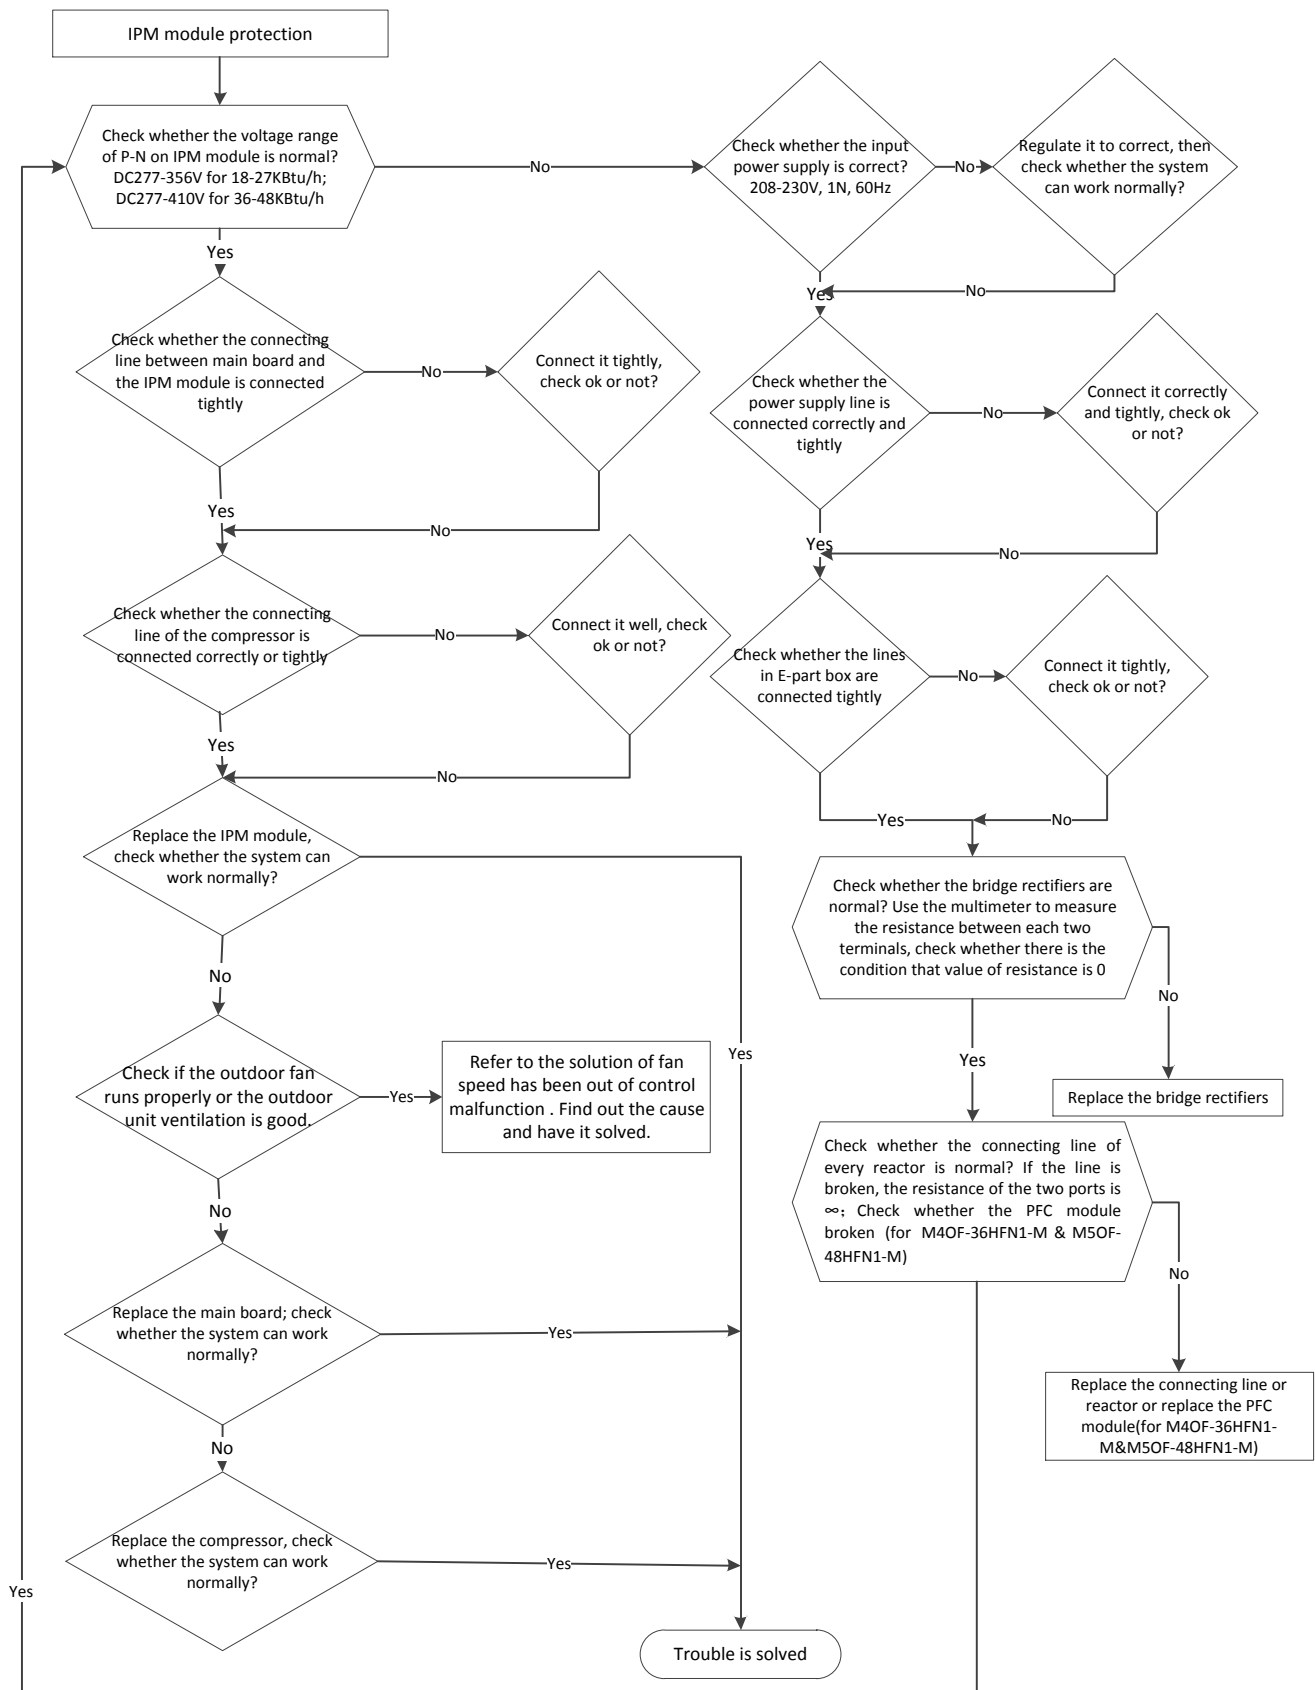 IPM module protection
Check whether the voltage range
of P-N on IPM module is normal?
DC277-356V for 18-27KBtu/h;
DC277-410V for 36-48KBtu/h
No
Check whether the input
power supply is correct?
208-230V, 1N, 60Hz
No
Regulate it to correct, then
check whether the system
can work normally?
Yes
Yes
No
Check whether the connecting
line between main board and
the IPM module is connected
tightly
No
Connect it tightly,
check ok or not?
Check whether the
power supply line is
connected correctly and
tightly
No
Connect it correctly
and tightly, check ok
or not?
Yes
No
Yes
No
Check whether the connecting
line of the compressor is
connected correctly or tightly
No
Connect it well, check
ok or not?
Check whether the lines
in E-part box are
connected tightly
No
Connect it tightly,
check ok or not?
Yes
No
Yes
No
Replace the IPM module,
check whether the system can
work normally?
Check whether the bridge rectifiers are
normal? Use the multimeter to measure
the resistance between each two
terminals, check whether there is the
condition that value of resistance is 0
No
No
Yes
Yes
Check if the outdoor fan
runs properly or the outdoor
unit ventilation is good.
Yes
Refer to the solution of fan
speed has been out of control
malfunction . Find out the cause
and have it solved.
Replace the bridge rectifiers
Check whether the connecting line of
every reactor is normal? If the line is
broken, the resistance of the two ports is
∞; Check whether the PFC module
broken (for M4OF-36HFN1-M & M5OF-
48HFN1-M)
No
No
Replace the main board; check
whether the system can work
normally?
Yes
Replace the connecting line or
reactor or replace the PFC
module(for M4OF-36HFN1-
M&M5OF-48HFN1-M)
No
Replace the compressor, check
whether the system can work
normally?
Yes
Yes
Trouble is solved